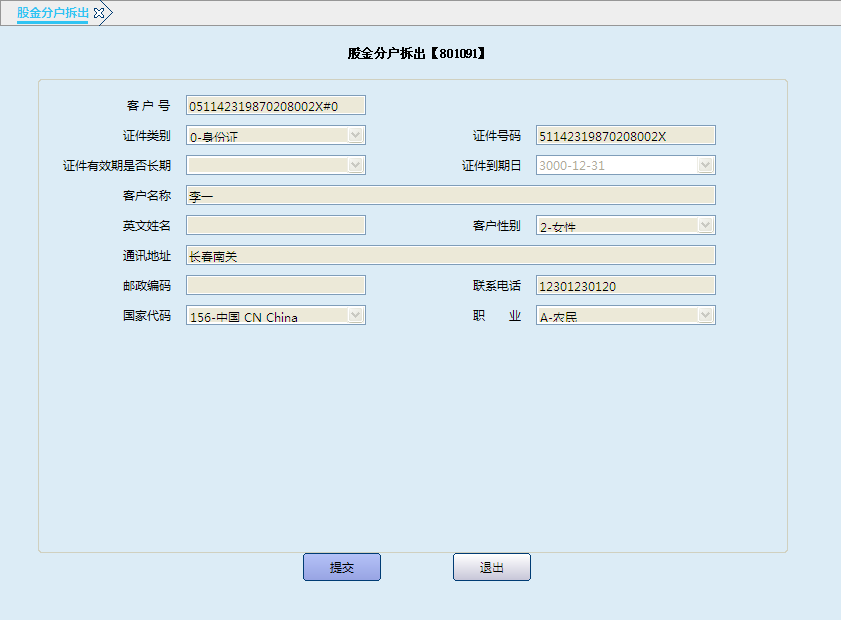 股金分户拆出
股金分户拆出【801091】
客 户 号 051142319870208002X#0
证件类别 0-身份证 证件号码 51142319870208002X
证件有效期是否长期 证件到期日 3000-12-31
客户名称 李一
英文姓名 客户性别 2-女性
通讯地址 长春南关
邮政编码 联系电话 12301230120
国家代码 156-中国 CN China 职 业 A-农民
提交 退出